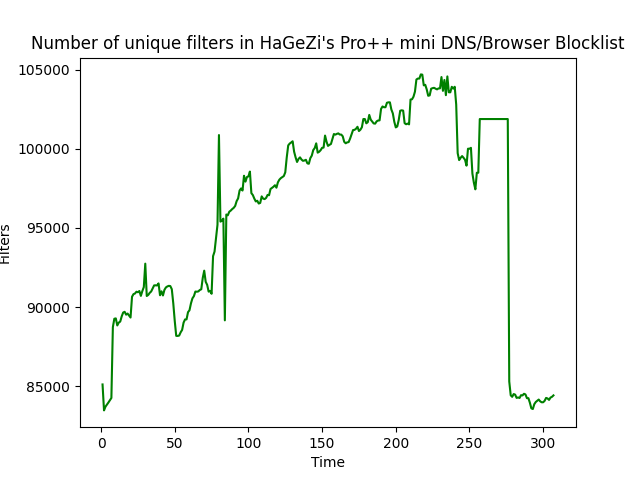 Number of unique filters in HaGeZi's Pro++ mini DNS/Browser Blocklist
105000
100000
95000
90000
85000
Filters
0 50 100 150 200 250 300
Time